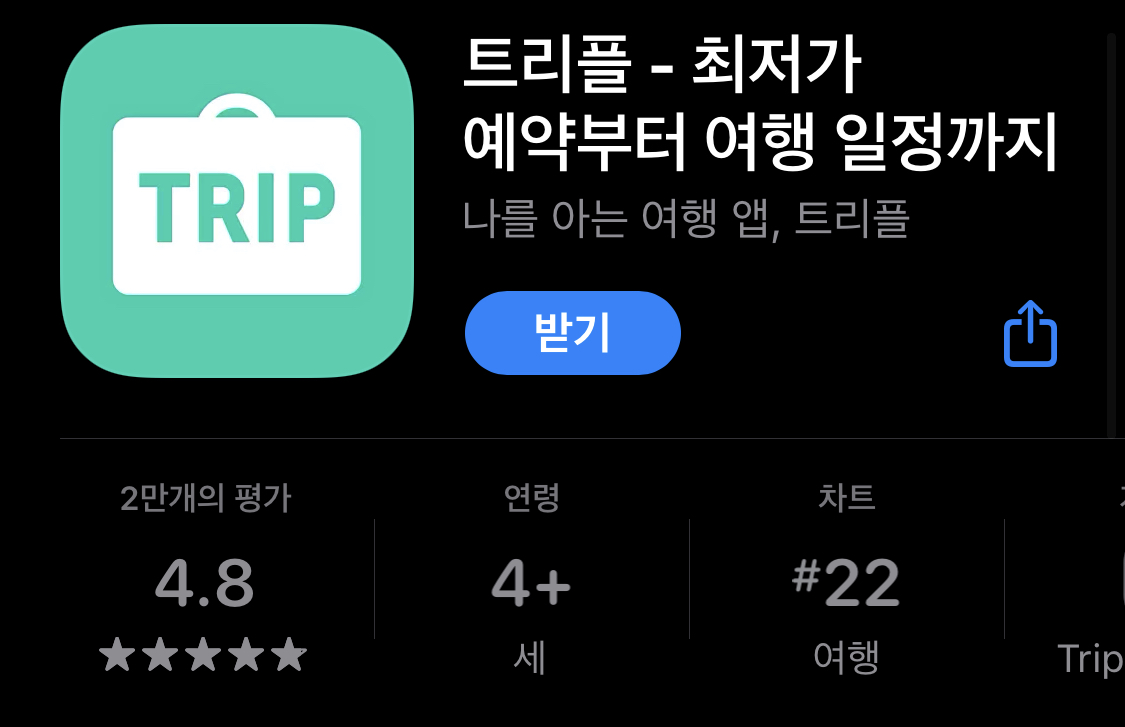 TRIP
트리플 - 최저가
예약부터 여행 일정까지
나를 아는 여행 앱, 트리플
받기
2만개의 평가
4.8
연령
4+
세
차트
#22
여행
Trip